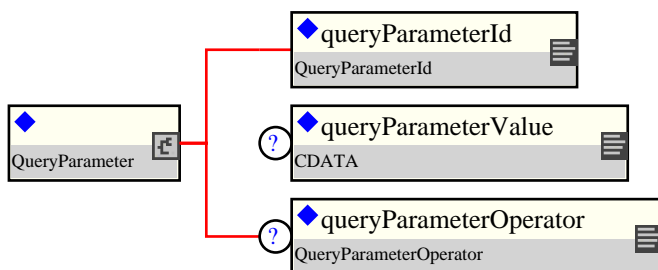 queryParameterId
QueryParameterId
QueryParameter
?
queryParameterValue
CDATA
?
queryParameterOperator
QueryParameterOperator